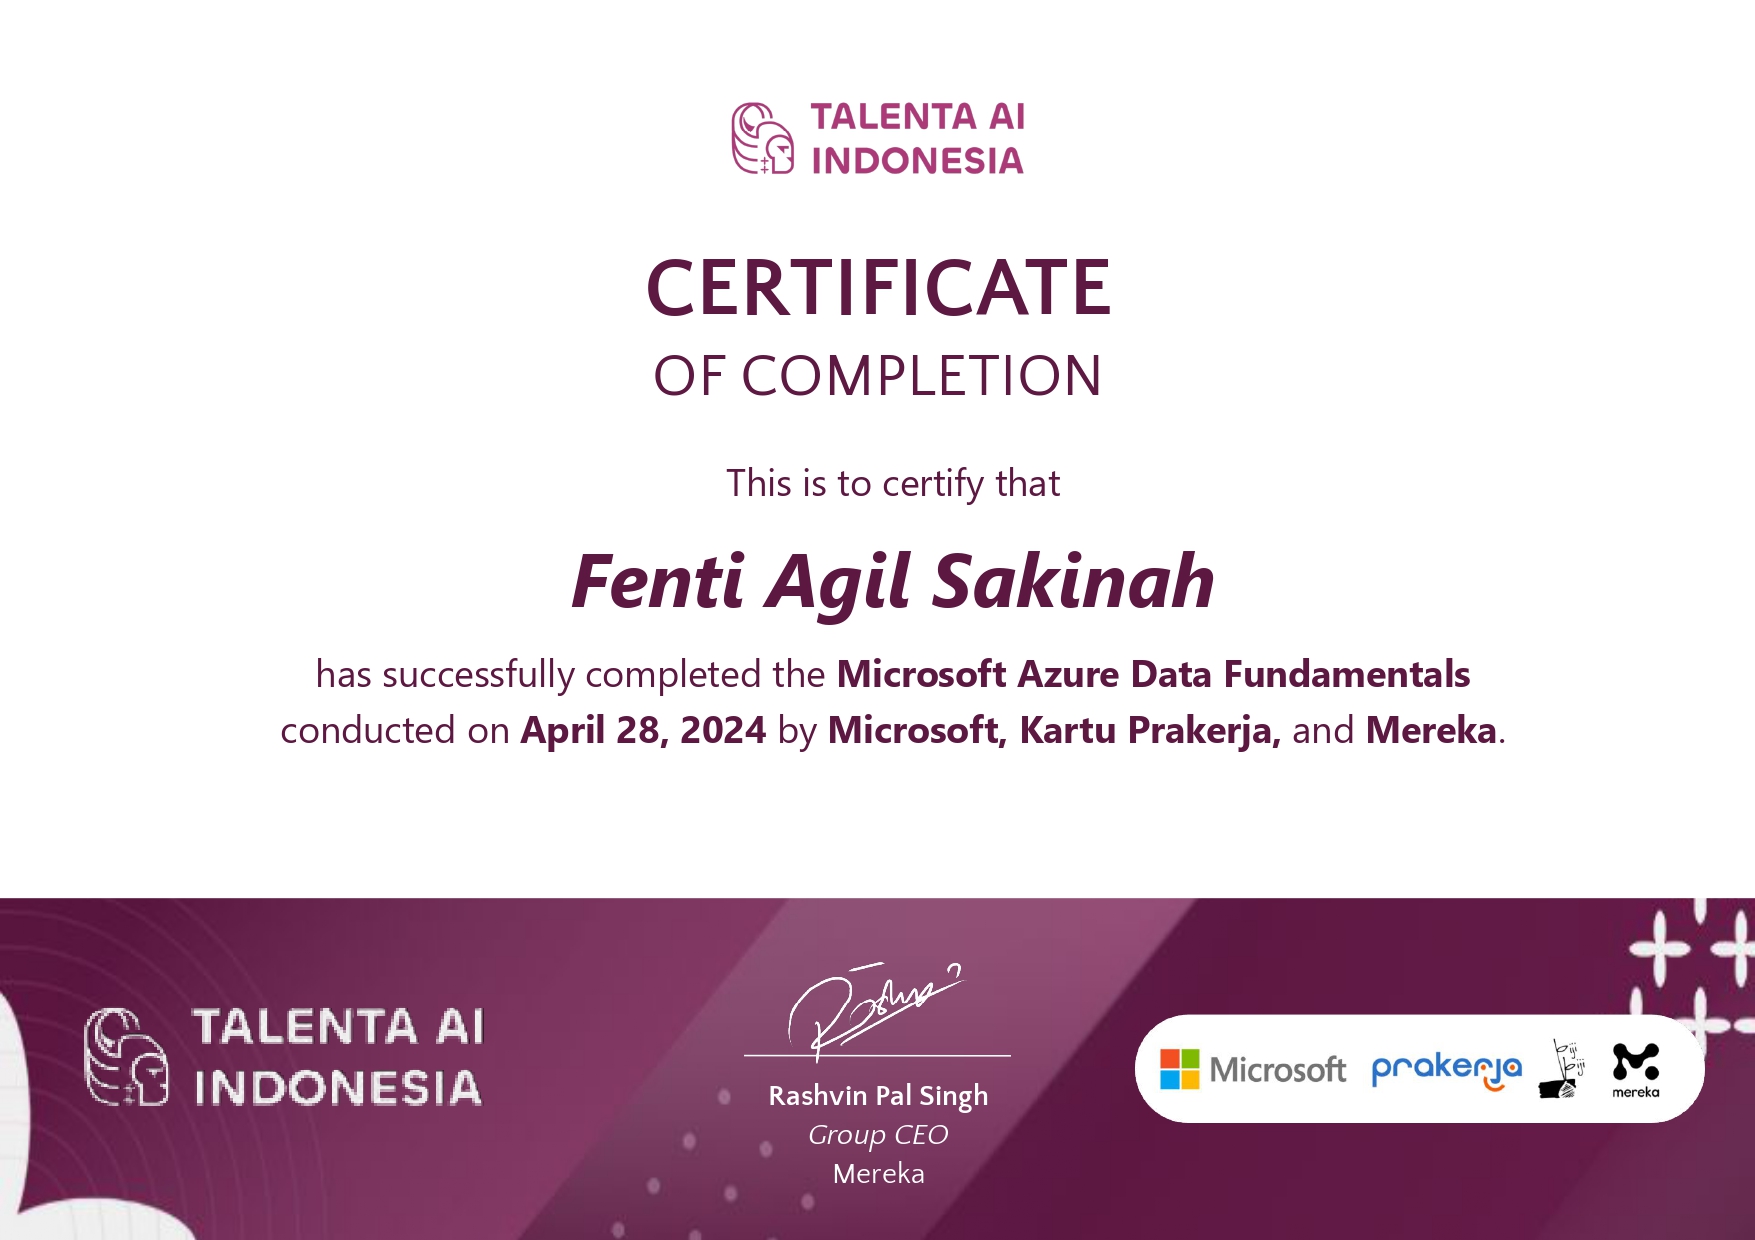 TALENTA AI
INDONESIA
CERTIFICATE
OF COMPLETION
This is to certify that
Fenti Agil Sakinah
has successfully completed the Microsoft Azure Data Fundamentals
conducted on April 28, 2024 by Microsoft, Kartu Prakerja, and Mereka.
TALENTA AI
INDONESIA
Rashvin Pal Singh
Group CEO
Mereka
Microsoft
prakerja
biji
biji
mereka